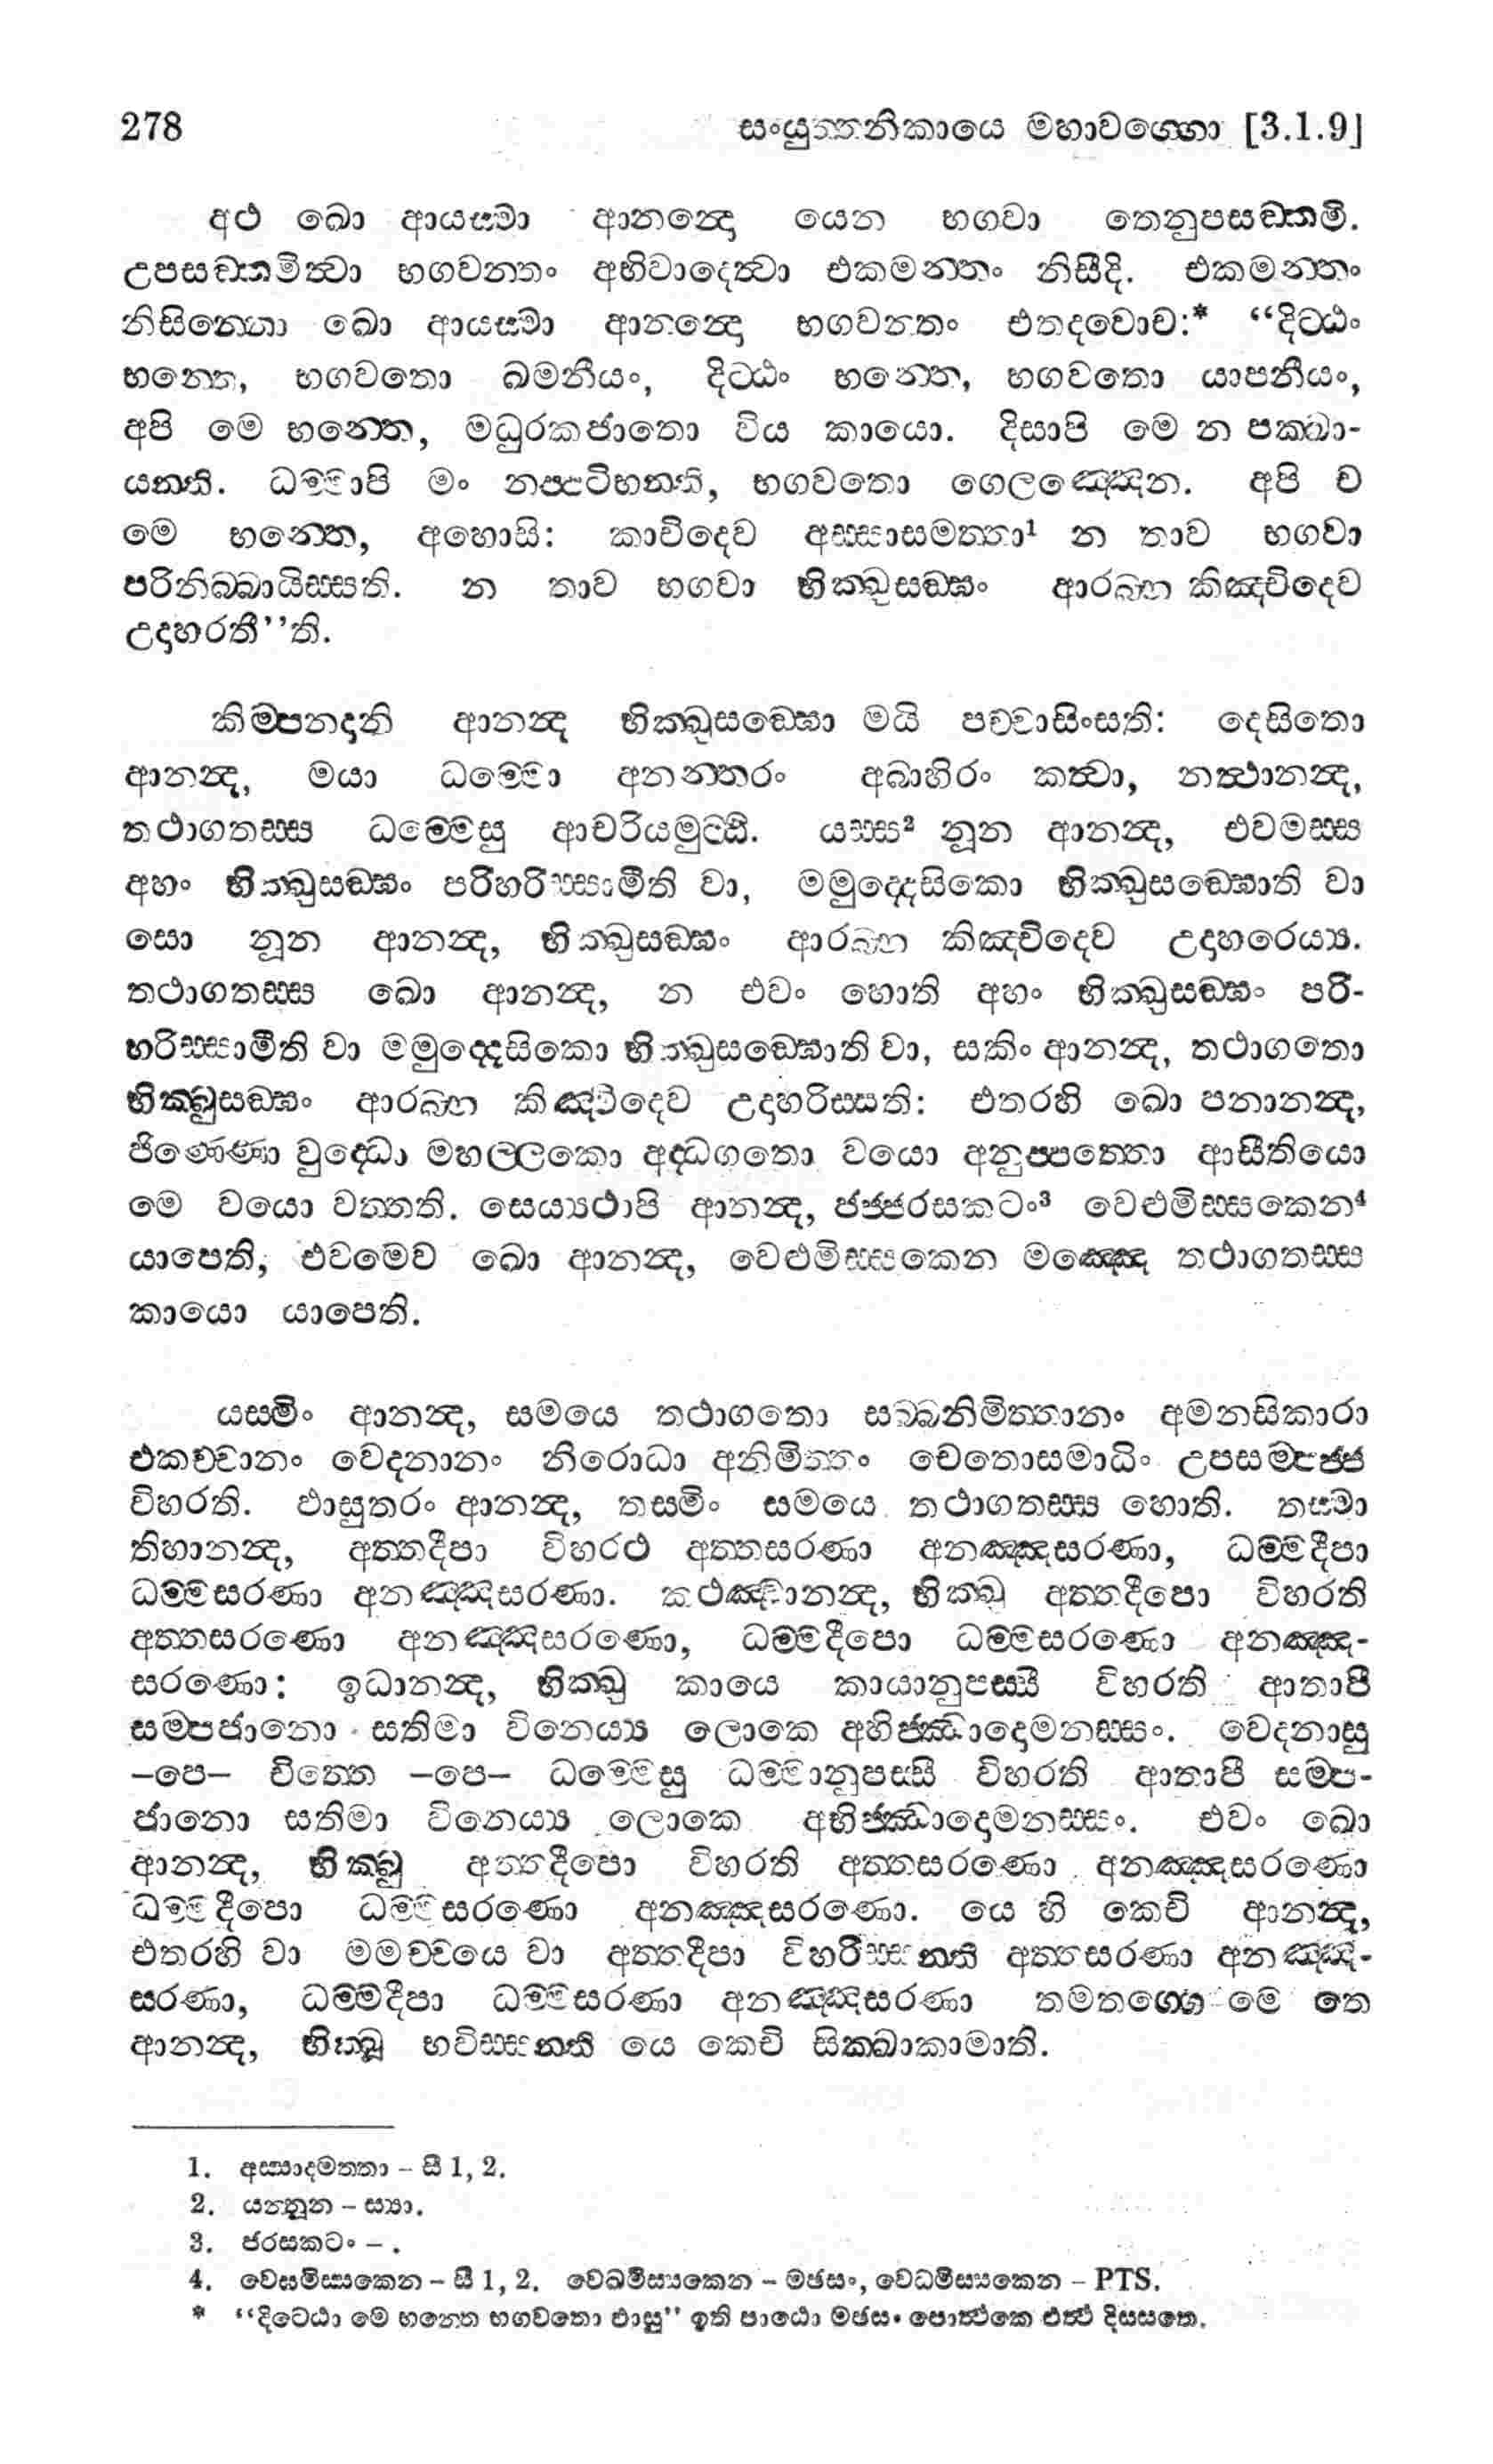 278 සංයුත්තනිකායෙ මහාවග්ගො [3.1.9]
අථ ඛො ආයස්මා ආනන්දො යෙන භගවා තෙනුපසඞ්කමි.
උපසඞ්කමිත්වා භගවන්තං අභිවාදෙත්වා එකමන්තං නිසීදි. එකමන්තං
නිසින්නො ඛො ආයස්මා ආනන්දො භගවන්තං එතදවොච:* “දිට්ඨං
භන්තෙ, භගවතො ඛමනීයං, දිට්ඨං භන්තෙ, භගවතො යාපනීයං,
අපි මෙ භන්තෙ, මධුරකජාතො විය කායො. දිසාපි මෙ න පක්ඛා-
යන්ති. ධම්මාපි මං නප්පටිභන්ති, භගවතො ගෙලඤ්ඤෙන. අපි ච
මෙ භන්තෙ, අහොසි: කාචිදෙව අස්සාසමත්තා¹ න තාව භගවා
පරිනිබ්බායිස්සති. න තාව භගවා භික්ඛුසඞ්ඝං ආරබ්භ කිඤ්චිදෙව
උදාහරතී’’ති.
කිම්පනදානි ආනන්ද භික්ඛුසඞ්ඝො මයි පච්චාසිංසති: දෙසිතො
ආනන්ද, මයා ධම්මො අනන්තරං අබාහිරං කත්වා, නත්ථානන්ද,
තථාගතස්ස ධම්මෙසු ආචරියමුට්ඨි. යස්ස² නූන ආනන්ද, එවමස්ස
අහං භික්ඛුසඞ්ඝං පරිහරිස්සාමීති වා, මමුද්දෙසිකො භික්ඛුසඞ්ඝොති වා
සො නූන ආනන්ද, භික්ඛුසඞ්ඝං ආරබ්භ කිඤ්චිදෙව උදාහරෙය්‍ය.
තථාගතස්ස ඛො ආනන්ද, න එවං හොති අහං භික්ඛුසඞ්ඝං පරි-
හරිස්සාමීති වා මමුද්දෙසිකො භික්ඛුසඞ්ඝොති වා, සකිං ආනන්ද, තථාගතො
භික්ඛුසඞ්ඝං ආරබ්භ කිඤ්චිදෙව උදාහරිස්සති: එතරහි ඛො පනානන්ද,
ජිණ්ණො වුද්ධො මහල්ලකො අද්ධගතො වයො අනුප්පත්තො ආසීතියො
මෙ වයො වත්තති. සෙය්‍යථාපි ආනන්ද, ජජ්ජරසකටං³ වෙළුමිස්සකෙන⁴
යාපෙති, එවමෙව ඛො ආනන්ද, වෙළුමිස්සකෙන මඤ්ඤෙ තථාගතස්ස
කායො යාපෙති.
යස්මිං ආනන්ද, සමයෙ තථාගතො සබ්බනිමිත්තානං අමනසිකාරා
එකච්චානං වෙදනානං නිරොධා අනිමිත්තං චෙතොසමාධිං උපසම්පජ්ජ
විහරති. ඵාසුතරං ආනන්ද, තස්මිං සමයෙ තථාගතස්ස හොති. තස්මා
තිහානන්ද, අත්තදීපා විහරථ අත්තසරණා අනඤ්ඤසරණා, ධම්මදීපා
ධම්මසරණා අනඤ්ඤසරණා. කථඤ්චානන්ද, භික්ඛු අත්තදීපො විහරති
අත්තසරණො අනඤ්ඤසරණො, ධම්මදීපො ධම්මසරණො අනඤ්ඤ-
සරණො: ඉධානන්ද, භික්ඛු කායෙ කායානුපස්සී විහරති ආතාපී
සම්පජානො සතිමා විනෙය්‍ය ලොකෙ අභිජ්ඣාදොමනස්සං. වෙදනාසු
–පෙ– චිත්තෙ –පෙ– ධම්මෙසු ධම්මානුපස්සී විහරති ආතාපී සම්ප-
ජානො සතිමා විනෙය්‍ය ලොකෙ අභිජ්ඣාදොමනස්සං. එවං ඛො
ආනන්ද, භික්ඛු අත්තදීපො විහරති අත්තසරණො අනඤ්ඤසරණො
ධම්මදීපො ධම්මසරණො අනඤ්ඤසරණො. යෙ හි කෙචි ආනන්ද,
එතරහි වා මමච්චයෙ වා අත්තදීපා විහරිස්සන්ති අත්තසරණා අනඤ්ඤ-
සරණා, ධම්මදීපා ධම්මසරණා අනඤ්ඤසරණා තමතග්ගෙ මෙ තෙ
ආනන්ද, භික්ඛූ භවිස්සන්ති යෙ කෙචි සික්ඛාකාමාති.
1. අස්සාදමත්තා – සී 1, 2.
2. යන්නූන – ස්‍යා.
3. ජරසකටං – .
4. වෙඝමිස්සකෙන – සී 1, 2. වෙඛමිස්සකෙන – මඡසං, වෙධමිස්සකෙන – PTS.
* “දිට්ඨො මෙ භන්තෙ භගවතො ඵාසු” ඉති පාඨො මඡසං පොත්ථකෙ එත්ථ දිස්සතෙ.